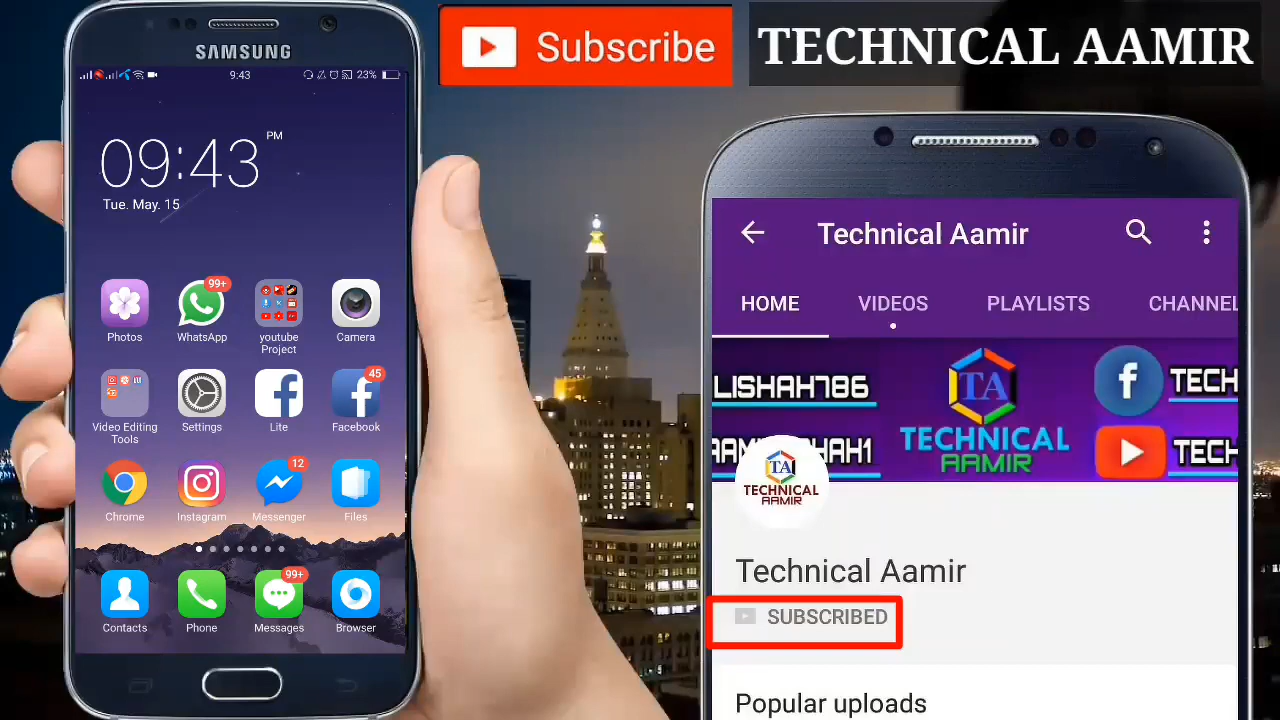 SAMSUNG
9:43
23%
09:43
PM
Tue. May. 15
Photos
99+
WhatsApp
youtube
Project
Camera
Video Editing
Tools
Settings
Lite
45
Facebook
Chrome
Instagram
12
Messenger
Files
Contacts
Phone
99+
Messages
Browser
Subscribe
TECHNICAL AAMIR
Technical Aamir
HOME
VIDEOS
PLAYLISTS
CHANNEL
LISHAH786
TA
TECHNICAL
AAMIR
TECH
TECH
TA
TECHNICAL
AAMIR
Technical Aamir
SUBSCRIBED
Popular uploads